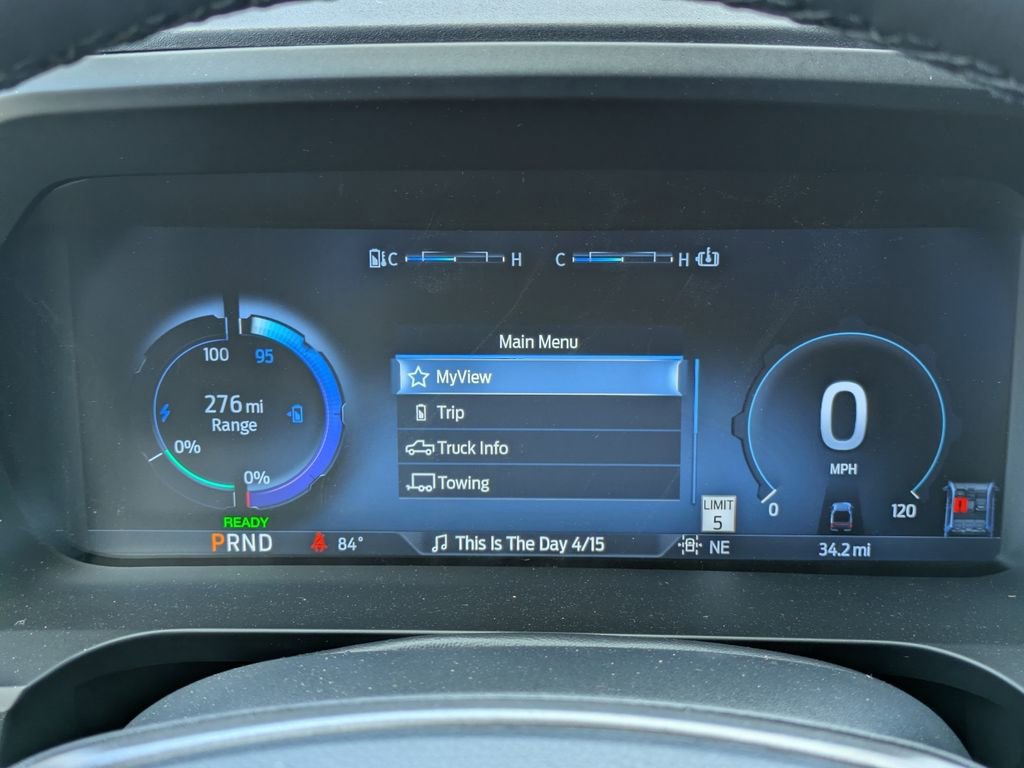 C H C H
100 95
276 mi
Range
0%
0%
READY
PRND
84°
Main Menu
MyView
Trip
Truck Info
Towing
This Is The Day 4/15
LIMIT
5
NE
0
MPH
0 120
34.2 mi